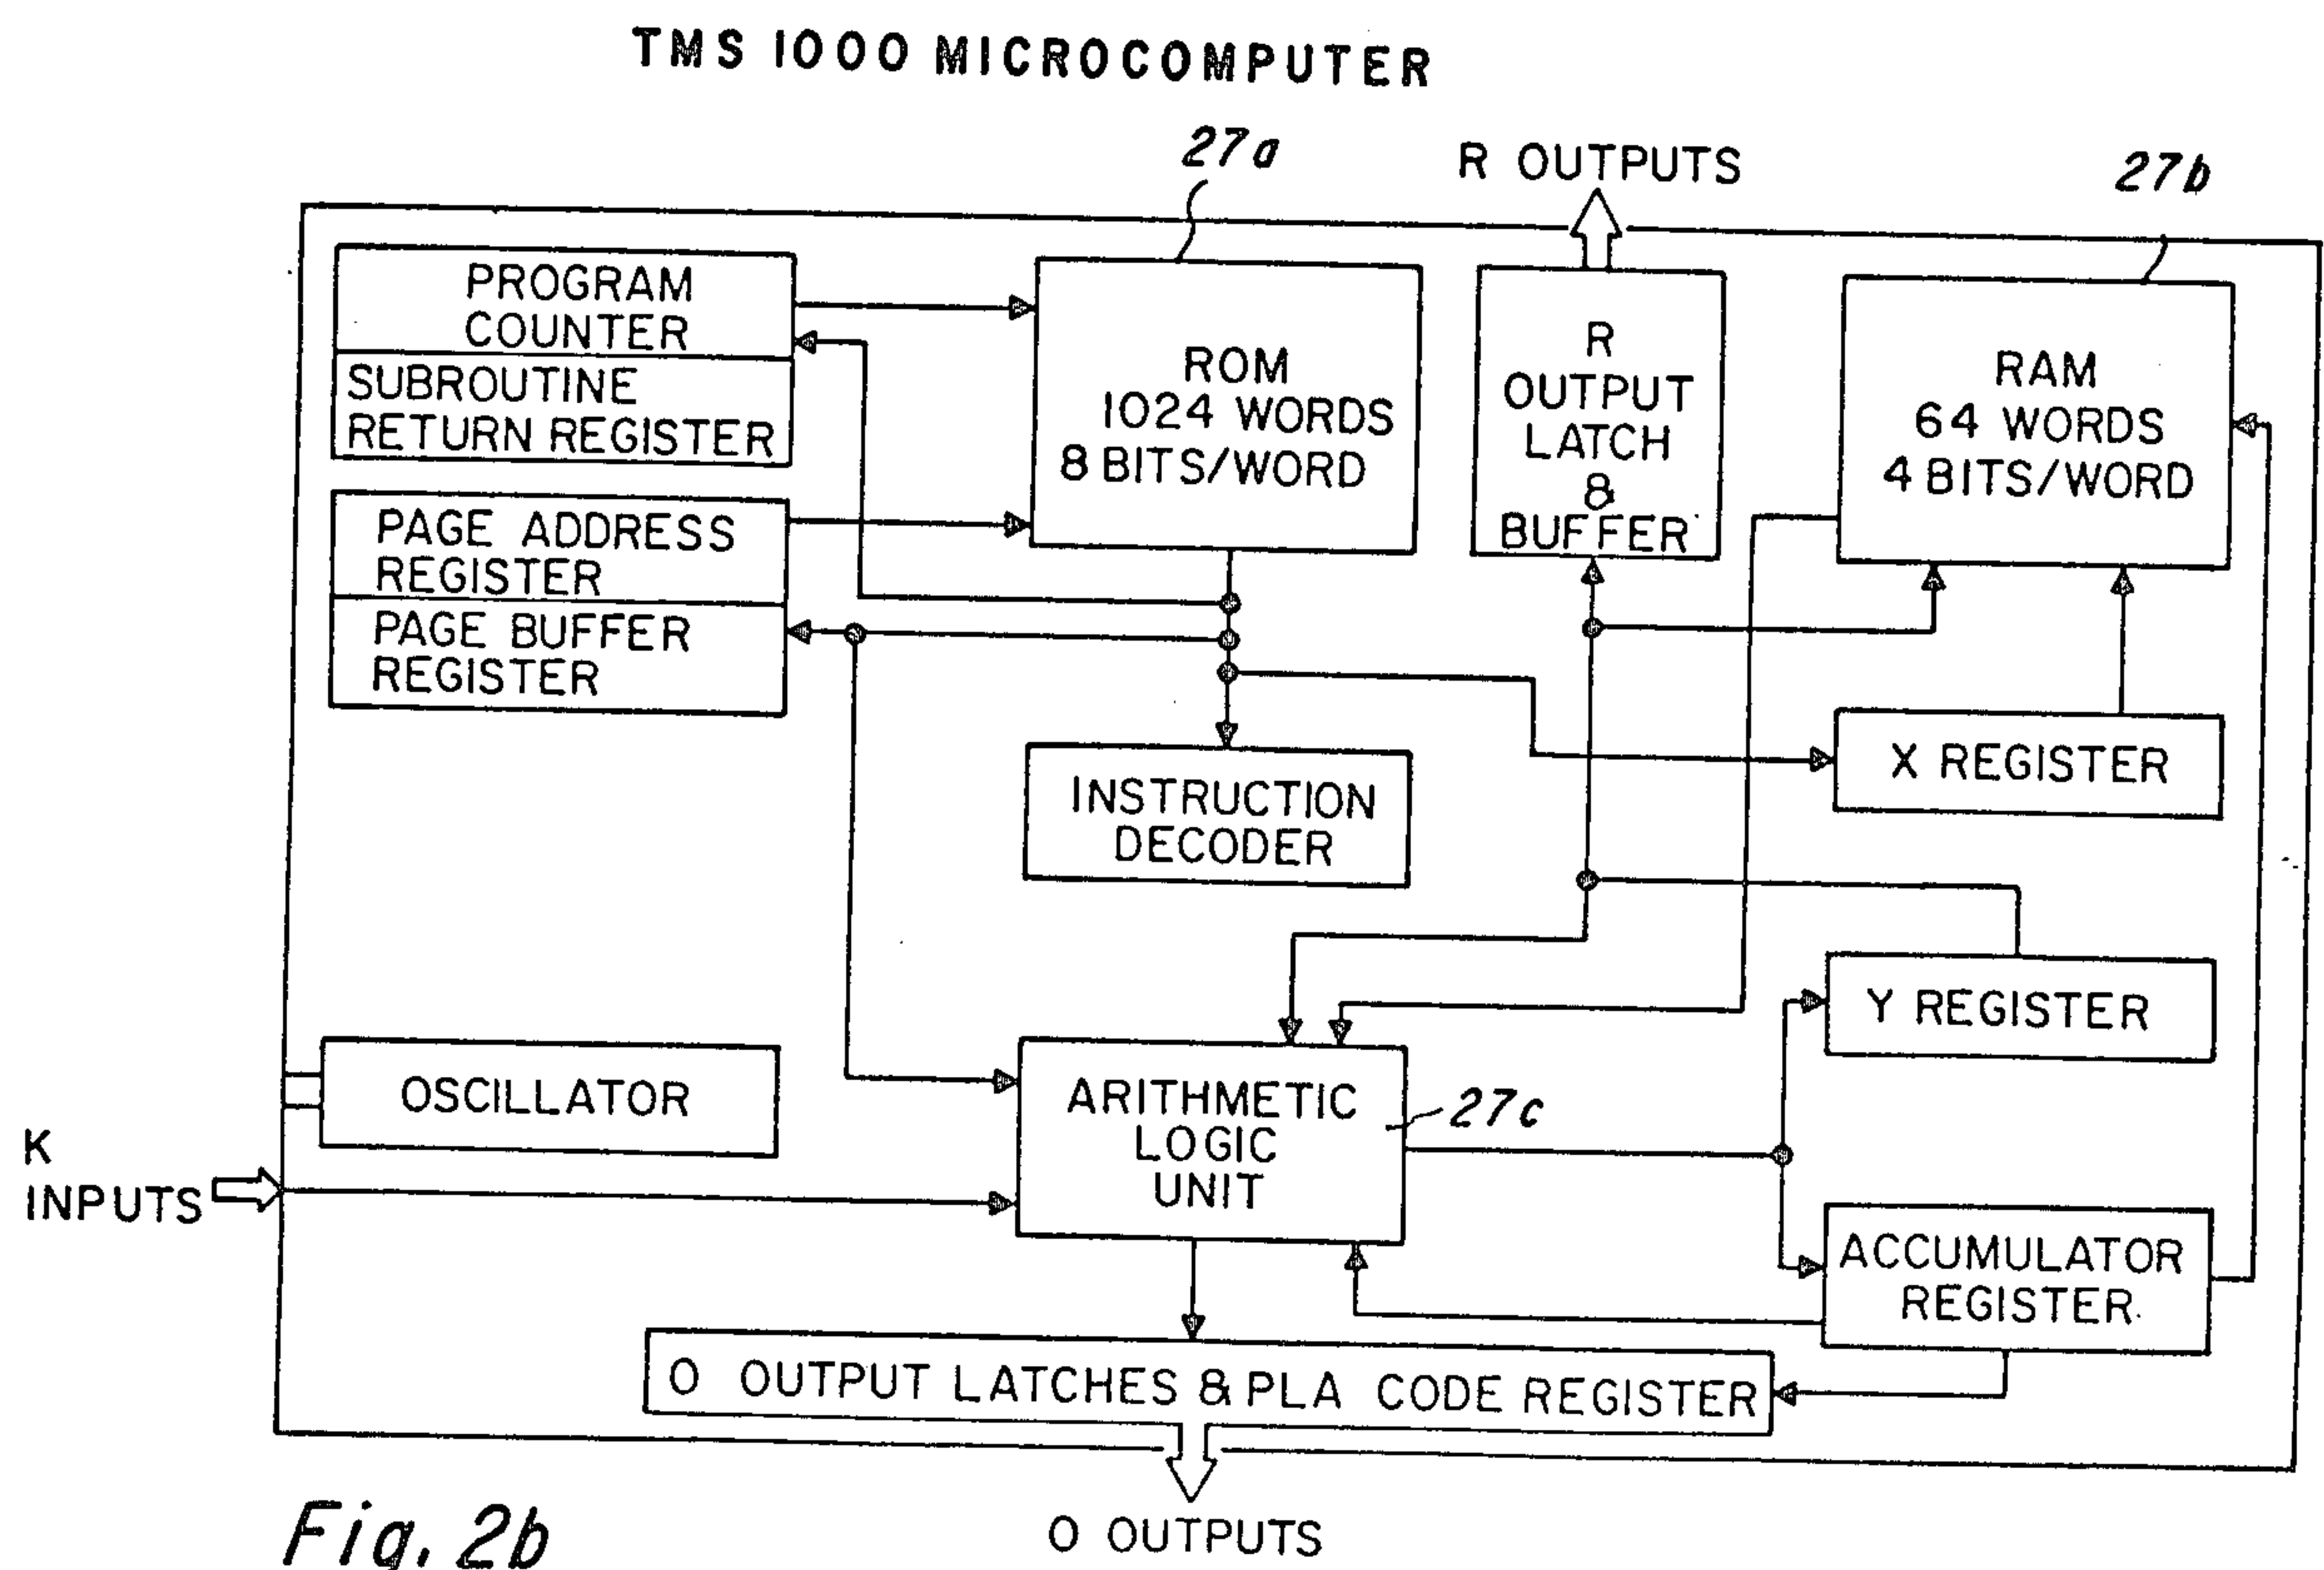 TMS 1000 MICROCOMPUTER
27a
R OUTPUTS
27b
PROGRAM
COUNTER
SUBROUTINE
RETURN REGISTER
ROM
1024 WORDS
8 BITS/WORD
R
OUTPUT
LATCH
&
BUFFER
RAM
64 WORDS
4 BITS/WORD
PAGE ADDRESS
REGISTER
PAGE BUFFER
REGISTER
INSTRUCTION
DECODER
X REGISTER
Y REGISTER
OSCILLATOR
ARITHMETIC
LOGIC
UNIT
27c
K
INPUTS
ACCUMULATOR
REGISTER
O OUTPUT LATCHES & PLA CODE REGISTER
O OUTPUTS
Fig. 2b